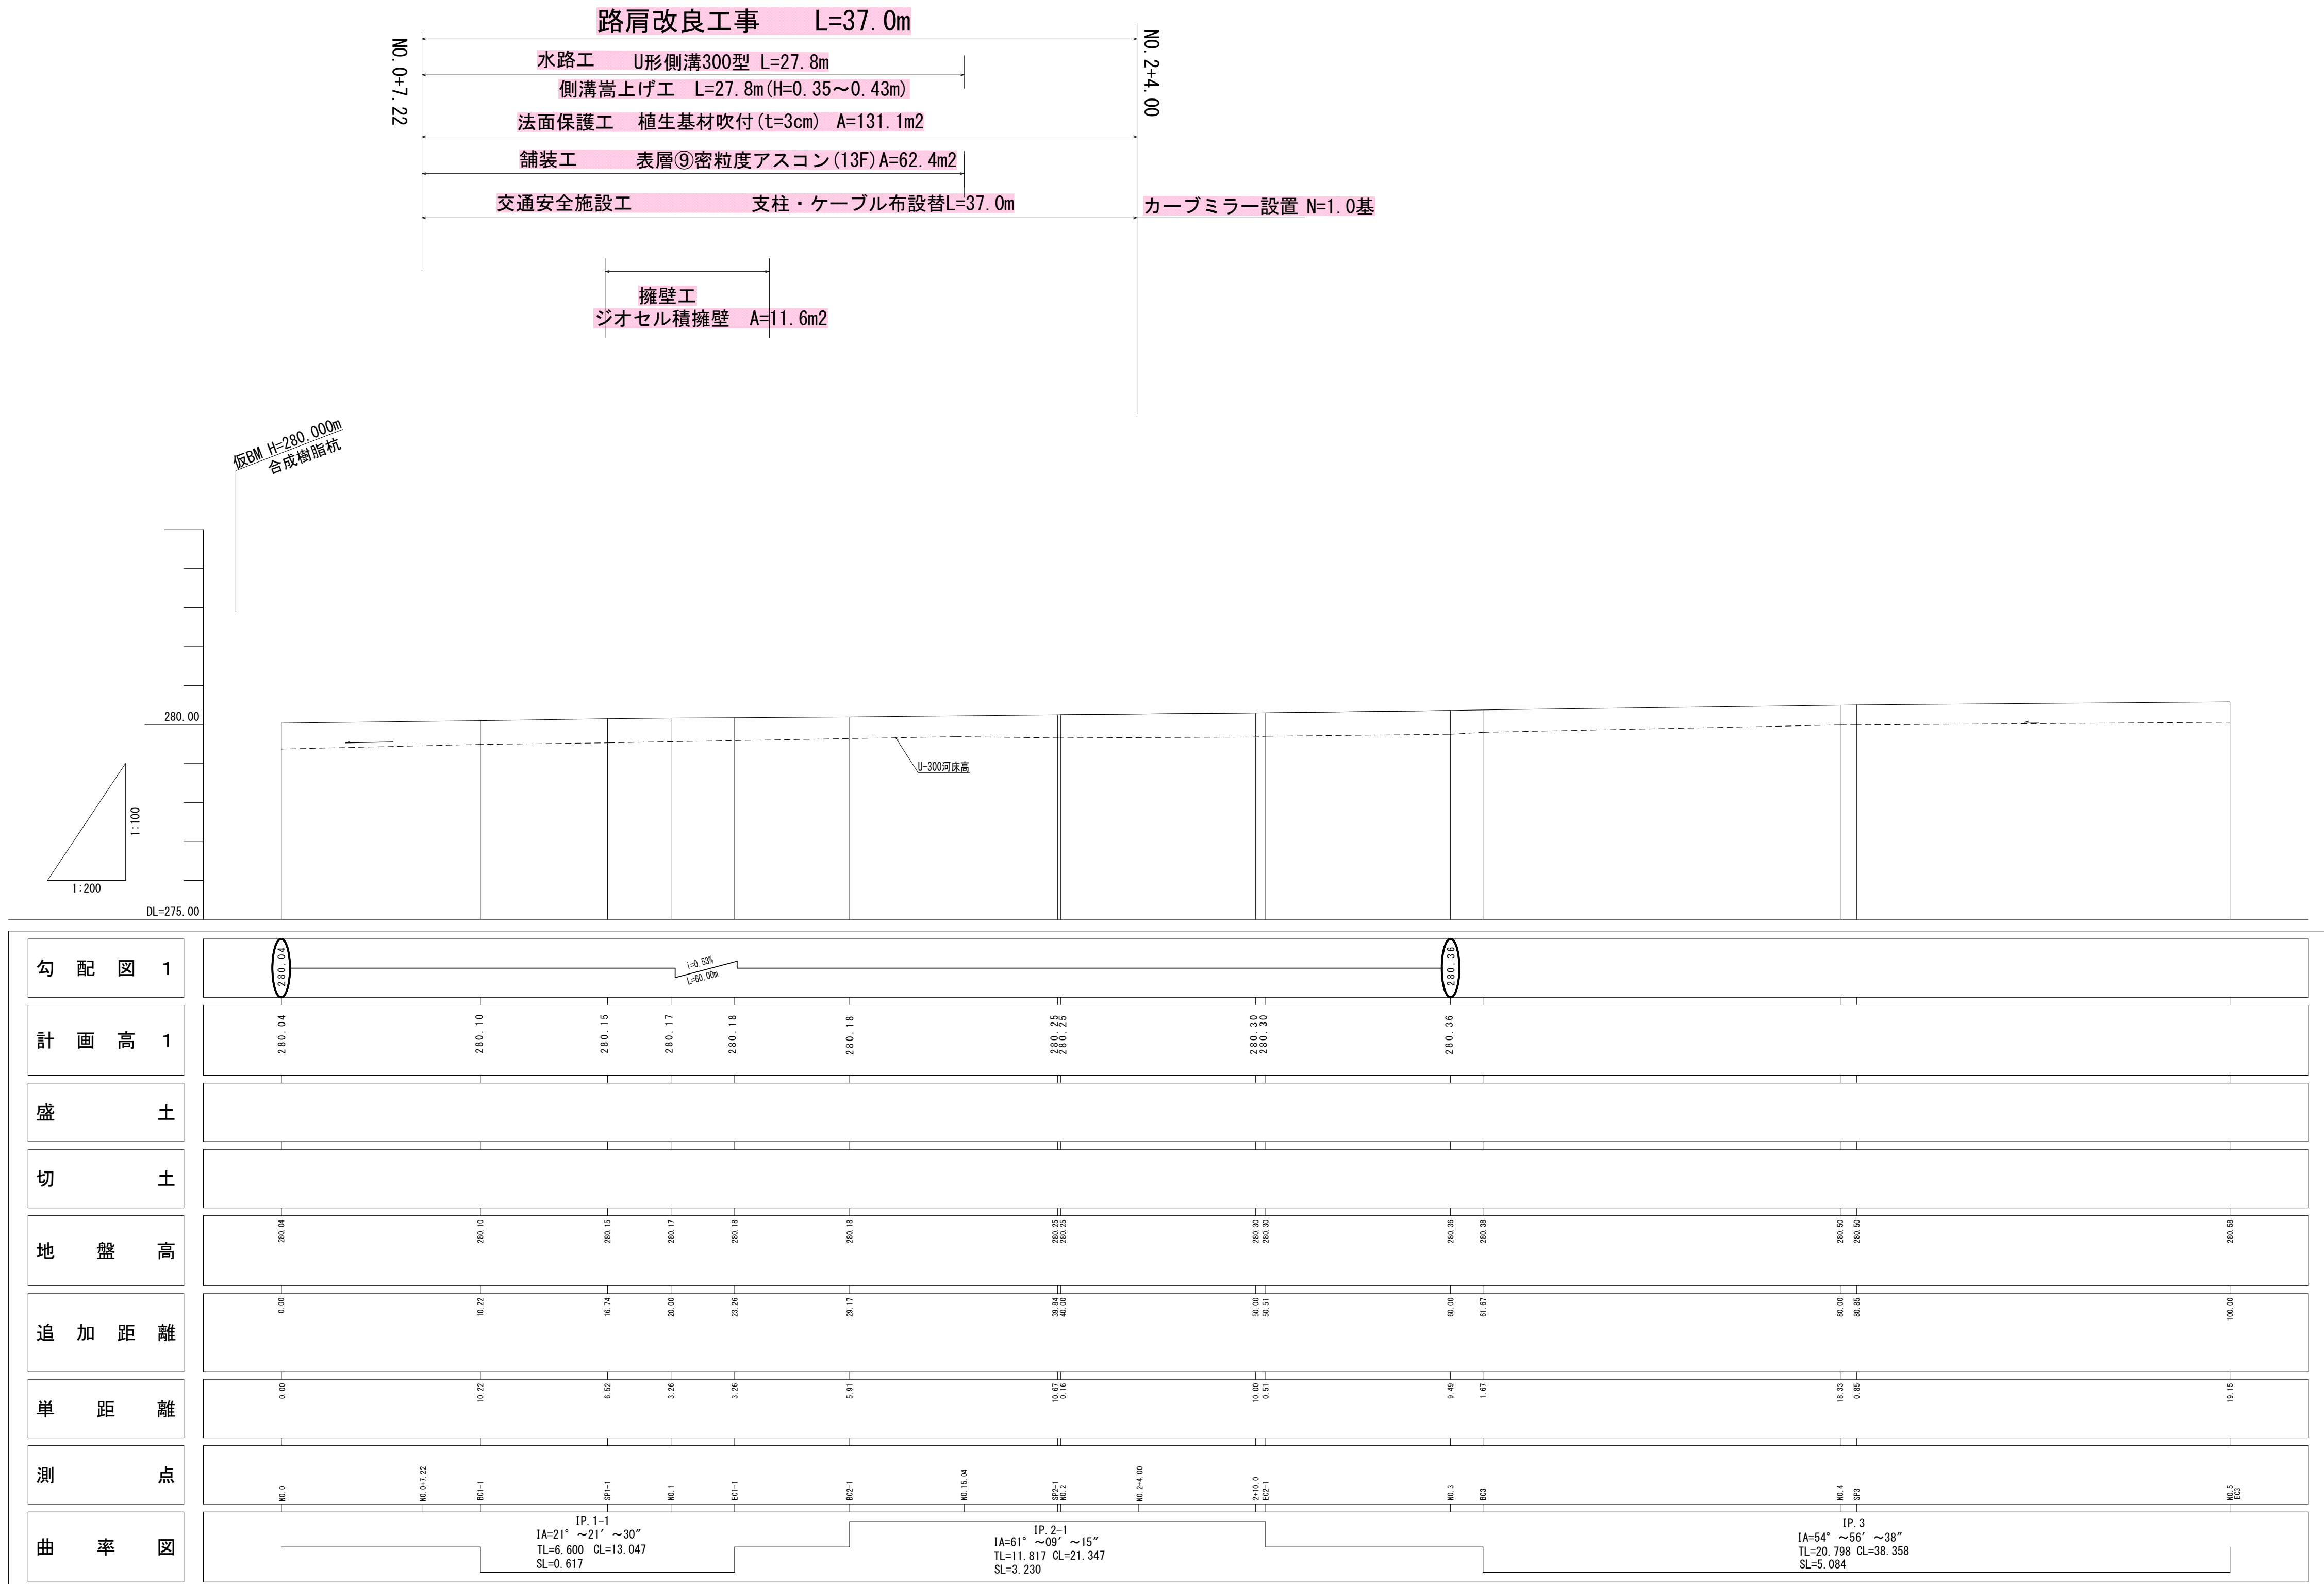 路肩改良工事 L=37.0m
NO.0+7.22
NO.2+4.00
水路工 U形側溝300型 L=27.8m
側溝嵩上げ工 L=27.8m(H=0.35～0.43m)
法面保護工 植生基材吹付(t=3cm) A=131.1m2
舗装工 表層⑨密粒度アスコン(13F)A=62.4m2
交通安全施設工 支柱・ケーブル布設替L=37.0m
カーブミラー設置 N=1.0基
擁壁工
ジオセル積擁壁 A=11.6m2
仮BM H=280.000m
合成樹脂杭
280.00
U-300河床高
1:100
1:200
DL=275.00
勾配図1
280.04
i=0.53%
L=60.00m
280.36
計画高1
280.04 280.10 280.15 280.17 280.18 280.18 280.25 280.25 280.30 280.30 280.36
盛土
切土
地盤高
280.04 280.10 280.15 280.17 280.18 280.18 280.25 280.25 280.30 280.30 280.36 280.38 280.50 280.50 280.58
追加距離
0.00 10.22 16.74 20.00 23.26 29.17 39.84 40.00 50.00 50.51 60.00 61.67 80.00 80.85 100.00
単距離
0.00 10.22 6.52 3.26 3.26 5.91 10.67 0.16 10.00 0.51 9.49 1.67 18.33 0.85 19.15
測点
NO.0 NO.0+7.22 BC1-1 SP1-1 NO.1 EC1-1 BC2-1 NO.15.04 SP2-1 NO.2 NO.2+4.00 2+10.0 EC2-1 NO.3 BC3 NO.4 SP3 NO.5 EC3
曲率図
IP.1-1
IA=21°～21′～30″
TL=6.600 CL=13.047
SL=0.617
IP.2-1
IA=61°～09′～15″
TL=11.817 CL=21.347
SL=3.230
IP.3
IA=54°～56′～38″
TL=20.798 CL=38.358
SL=5.084